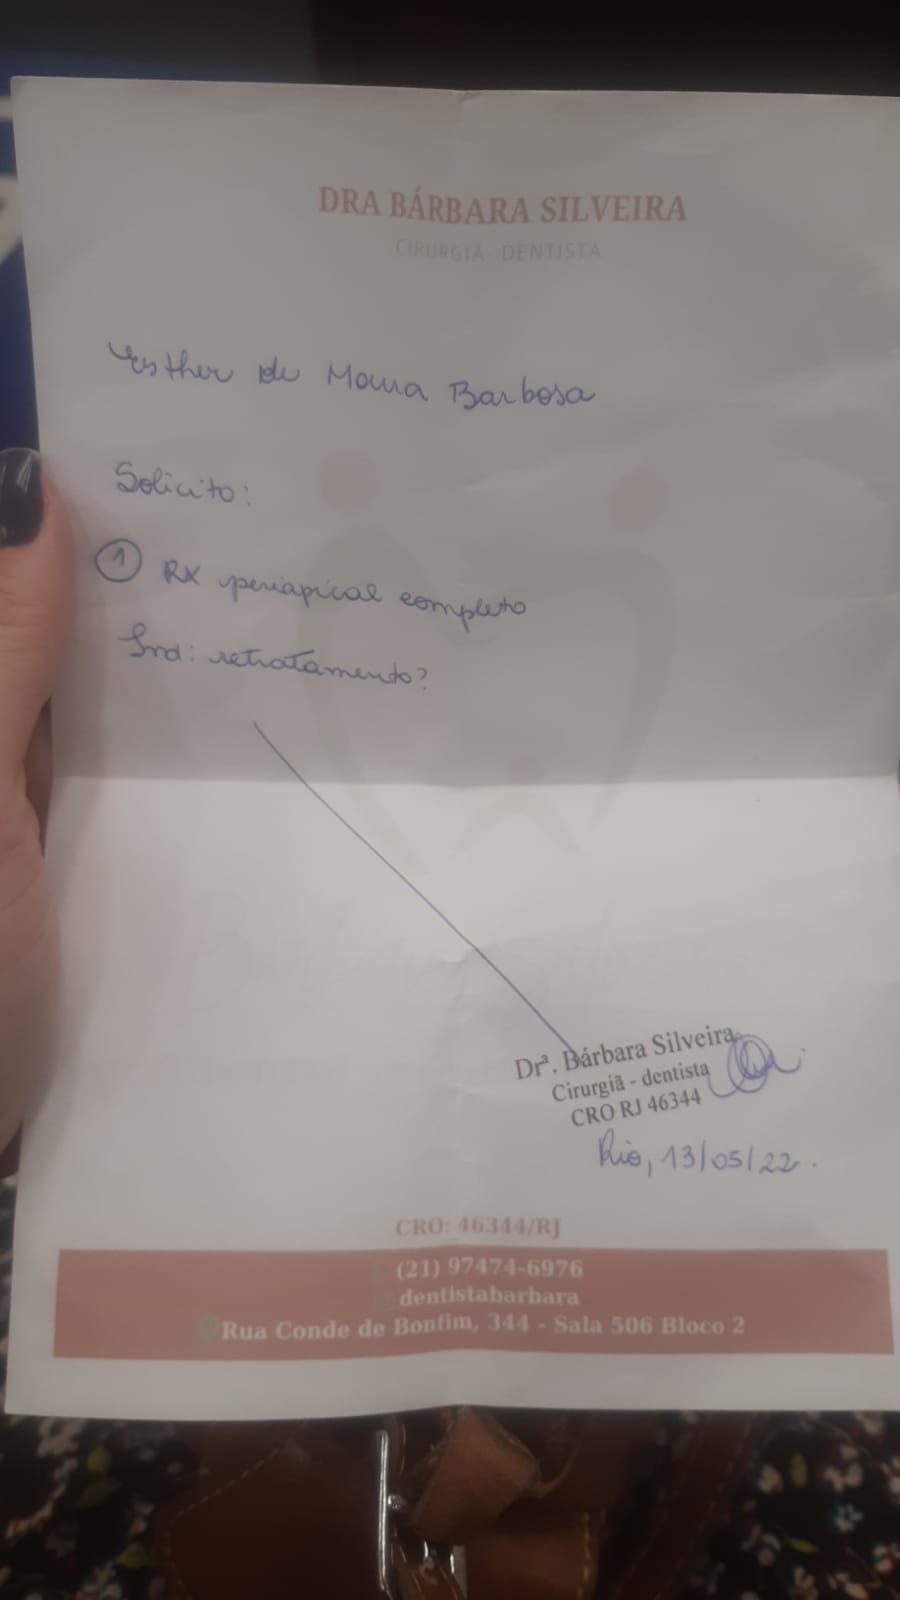 DRA BÁRBARA SILVEIRA
CIRURGIÃ - DENTISTA
Esther de Moura Barbosa
Solicito:
1 RX periapical completo
Ind: retratamento?
Drª. Bárbara Silveira
Cirurgiã - dentista
CRO RJ 46344
Rio, 13/05/22.
CRO: 46344/RJ
(21) 97474-6976
dentistabarbara
Rua Conde de Bonfim, 344 - Sala 506 Bloco 2